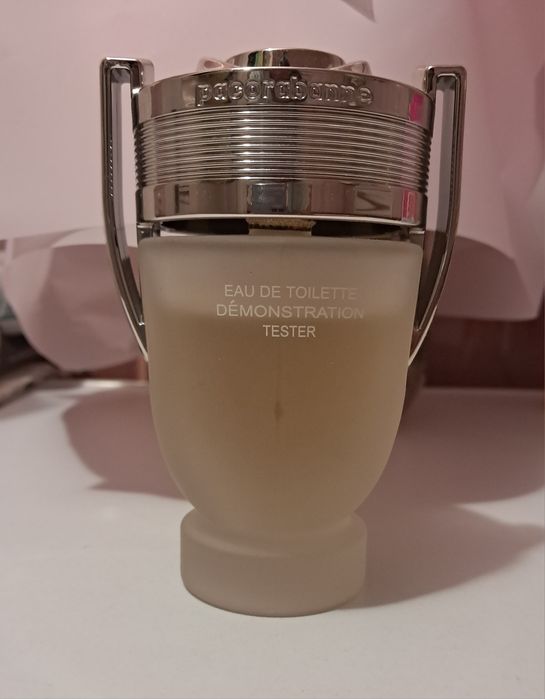 pacorabanne
EAU DE TOILETTE
DÉMONSTRATION
TESTER